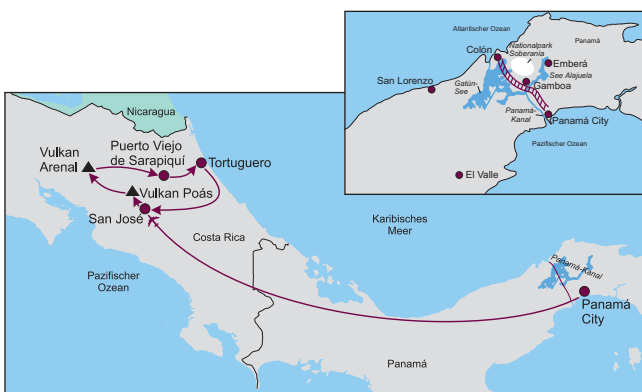 Atlantischer Ozean
Panamá
Colón
Nationalpark
Soberania
Emberá
San Lorenzo
Gatún-
See
See Alajuela
Gamboa
Panamá-
Kanal
Panamá City
Pazifischer Ozean
El Valle
Nicaragua
Puerto Viejo
de Sarapiquí
Vulkan
Arenal
Tortuguero
Vulkan Poás
San José
Costa Rica
Karibisches
Meer
Pazifischer
Ozean
Panamá-Kanal
Panamá
City
Panamá